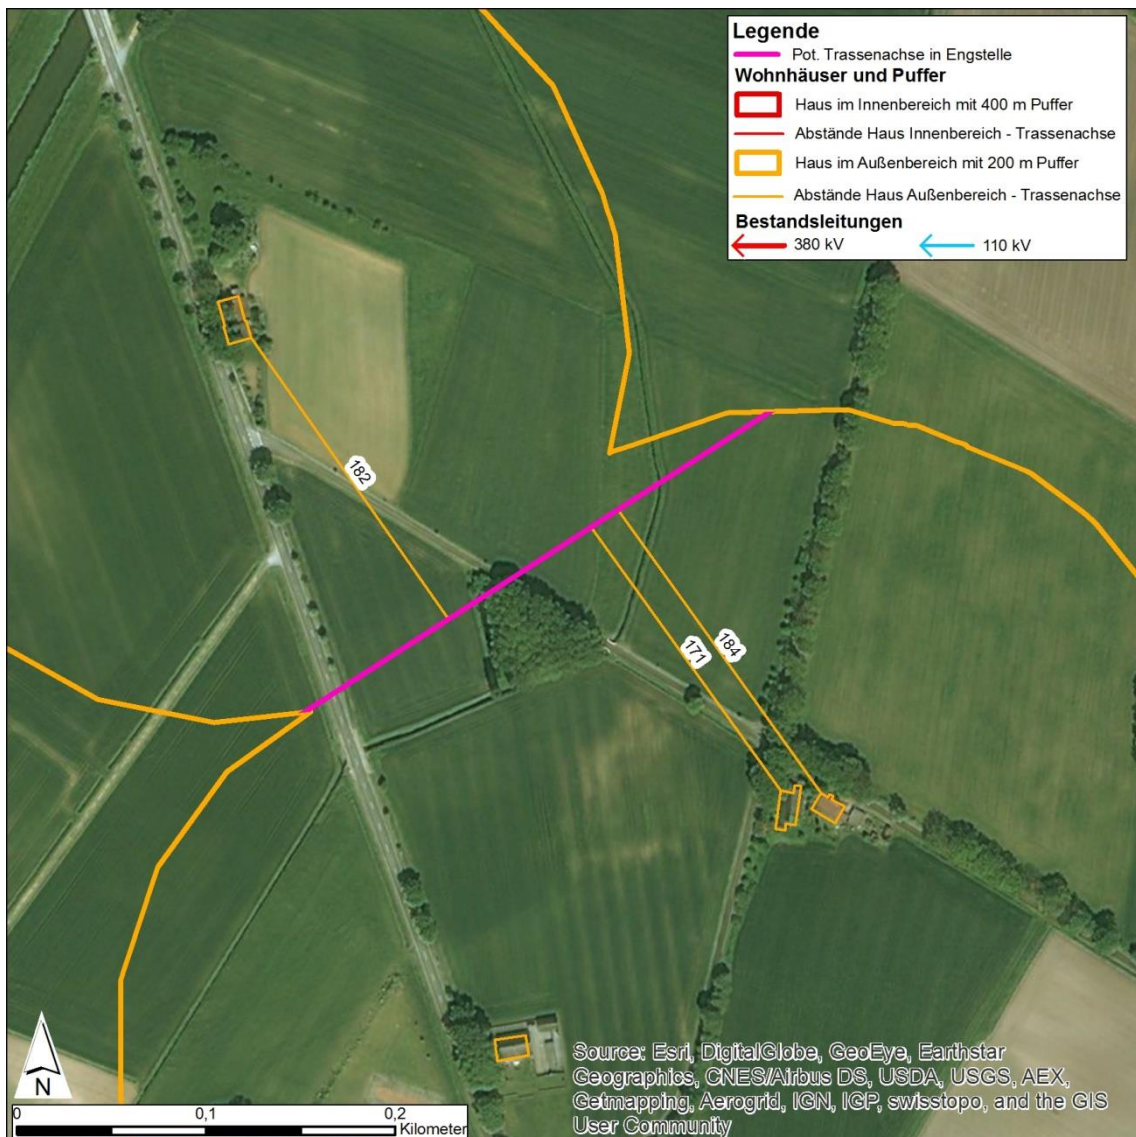 Legende
Pot. Trassenachse in Engstelle
Wohnhäuser und Puffer
Haus im Innenbereich mit 400 m Puffer
Abstände Haus Innenbereich - Trassenachse
Haus im Außenbereich mit 200 m Puffer
Abstände Haus Außenbereich - Trassenachse
Bestandsleitungen
380 kV 110 kV
182
171
184
N
0 0,1 0,2
Kilometer
Source: Esri, DigitalGlobe, GeoEye, Earthstar
Geographics, CNES/Airbus DS, USDA, USGS, AEX,
Getmapping, Aerogrid, IGN, IGP, swisstopo, and the GIS
User Community